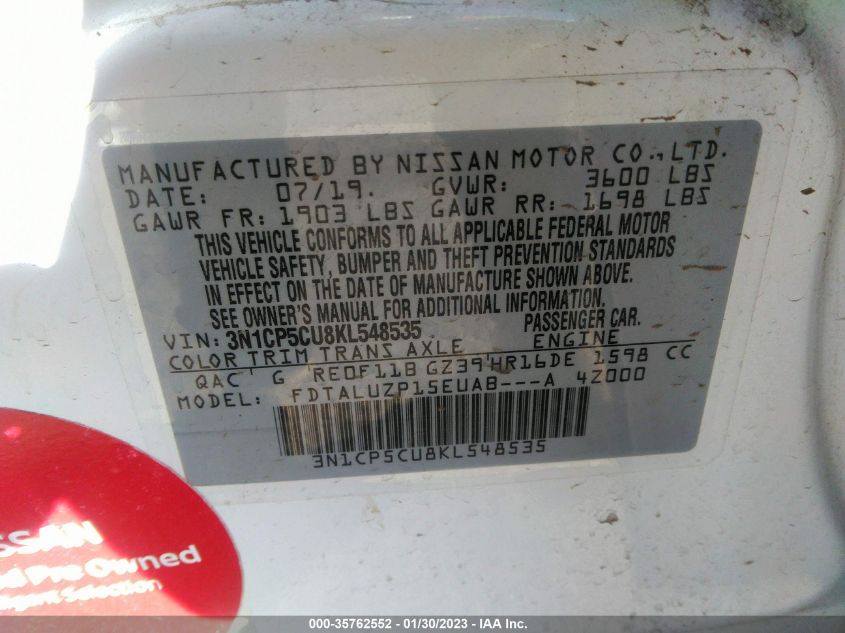 MANUFACTURED BY NISSAN MOTOR CO., LTD.
DATE: 07/19. GVWR: 3600 LBS
GAWR FR: 1903 LBS GAWR RR: 1698 LBS
THIS VEHICLE CONFORMS TO ALL APPLICABLE FEDERAL MOTOR
VEHICLE SAFETY, BUMPER AND THEFT PREVENTION STANDARDS
IN EFFECT ON THE DATE OF MANUFACTURE SHOWN ABOVE.
SEE OWNER'S MANUAL FOR ADDITIONAL INFORMATION.
VIN: 3N1CP5CU8KL548535 PASSENGER CAR.
COLOR TRIM TRANS AXLE ENGINE
QAC G RE0F11B GZ39 HR16DE 1598 CC
MODEL: FDTALUZP15EUAB---A 4Z000
3N1CP5CU8KL548535
Pre Owned
Selection
000-35762552 / 01/30/2023 - IAA Inc.